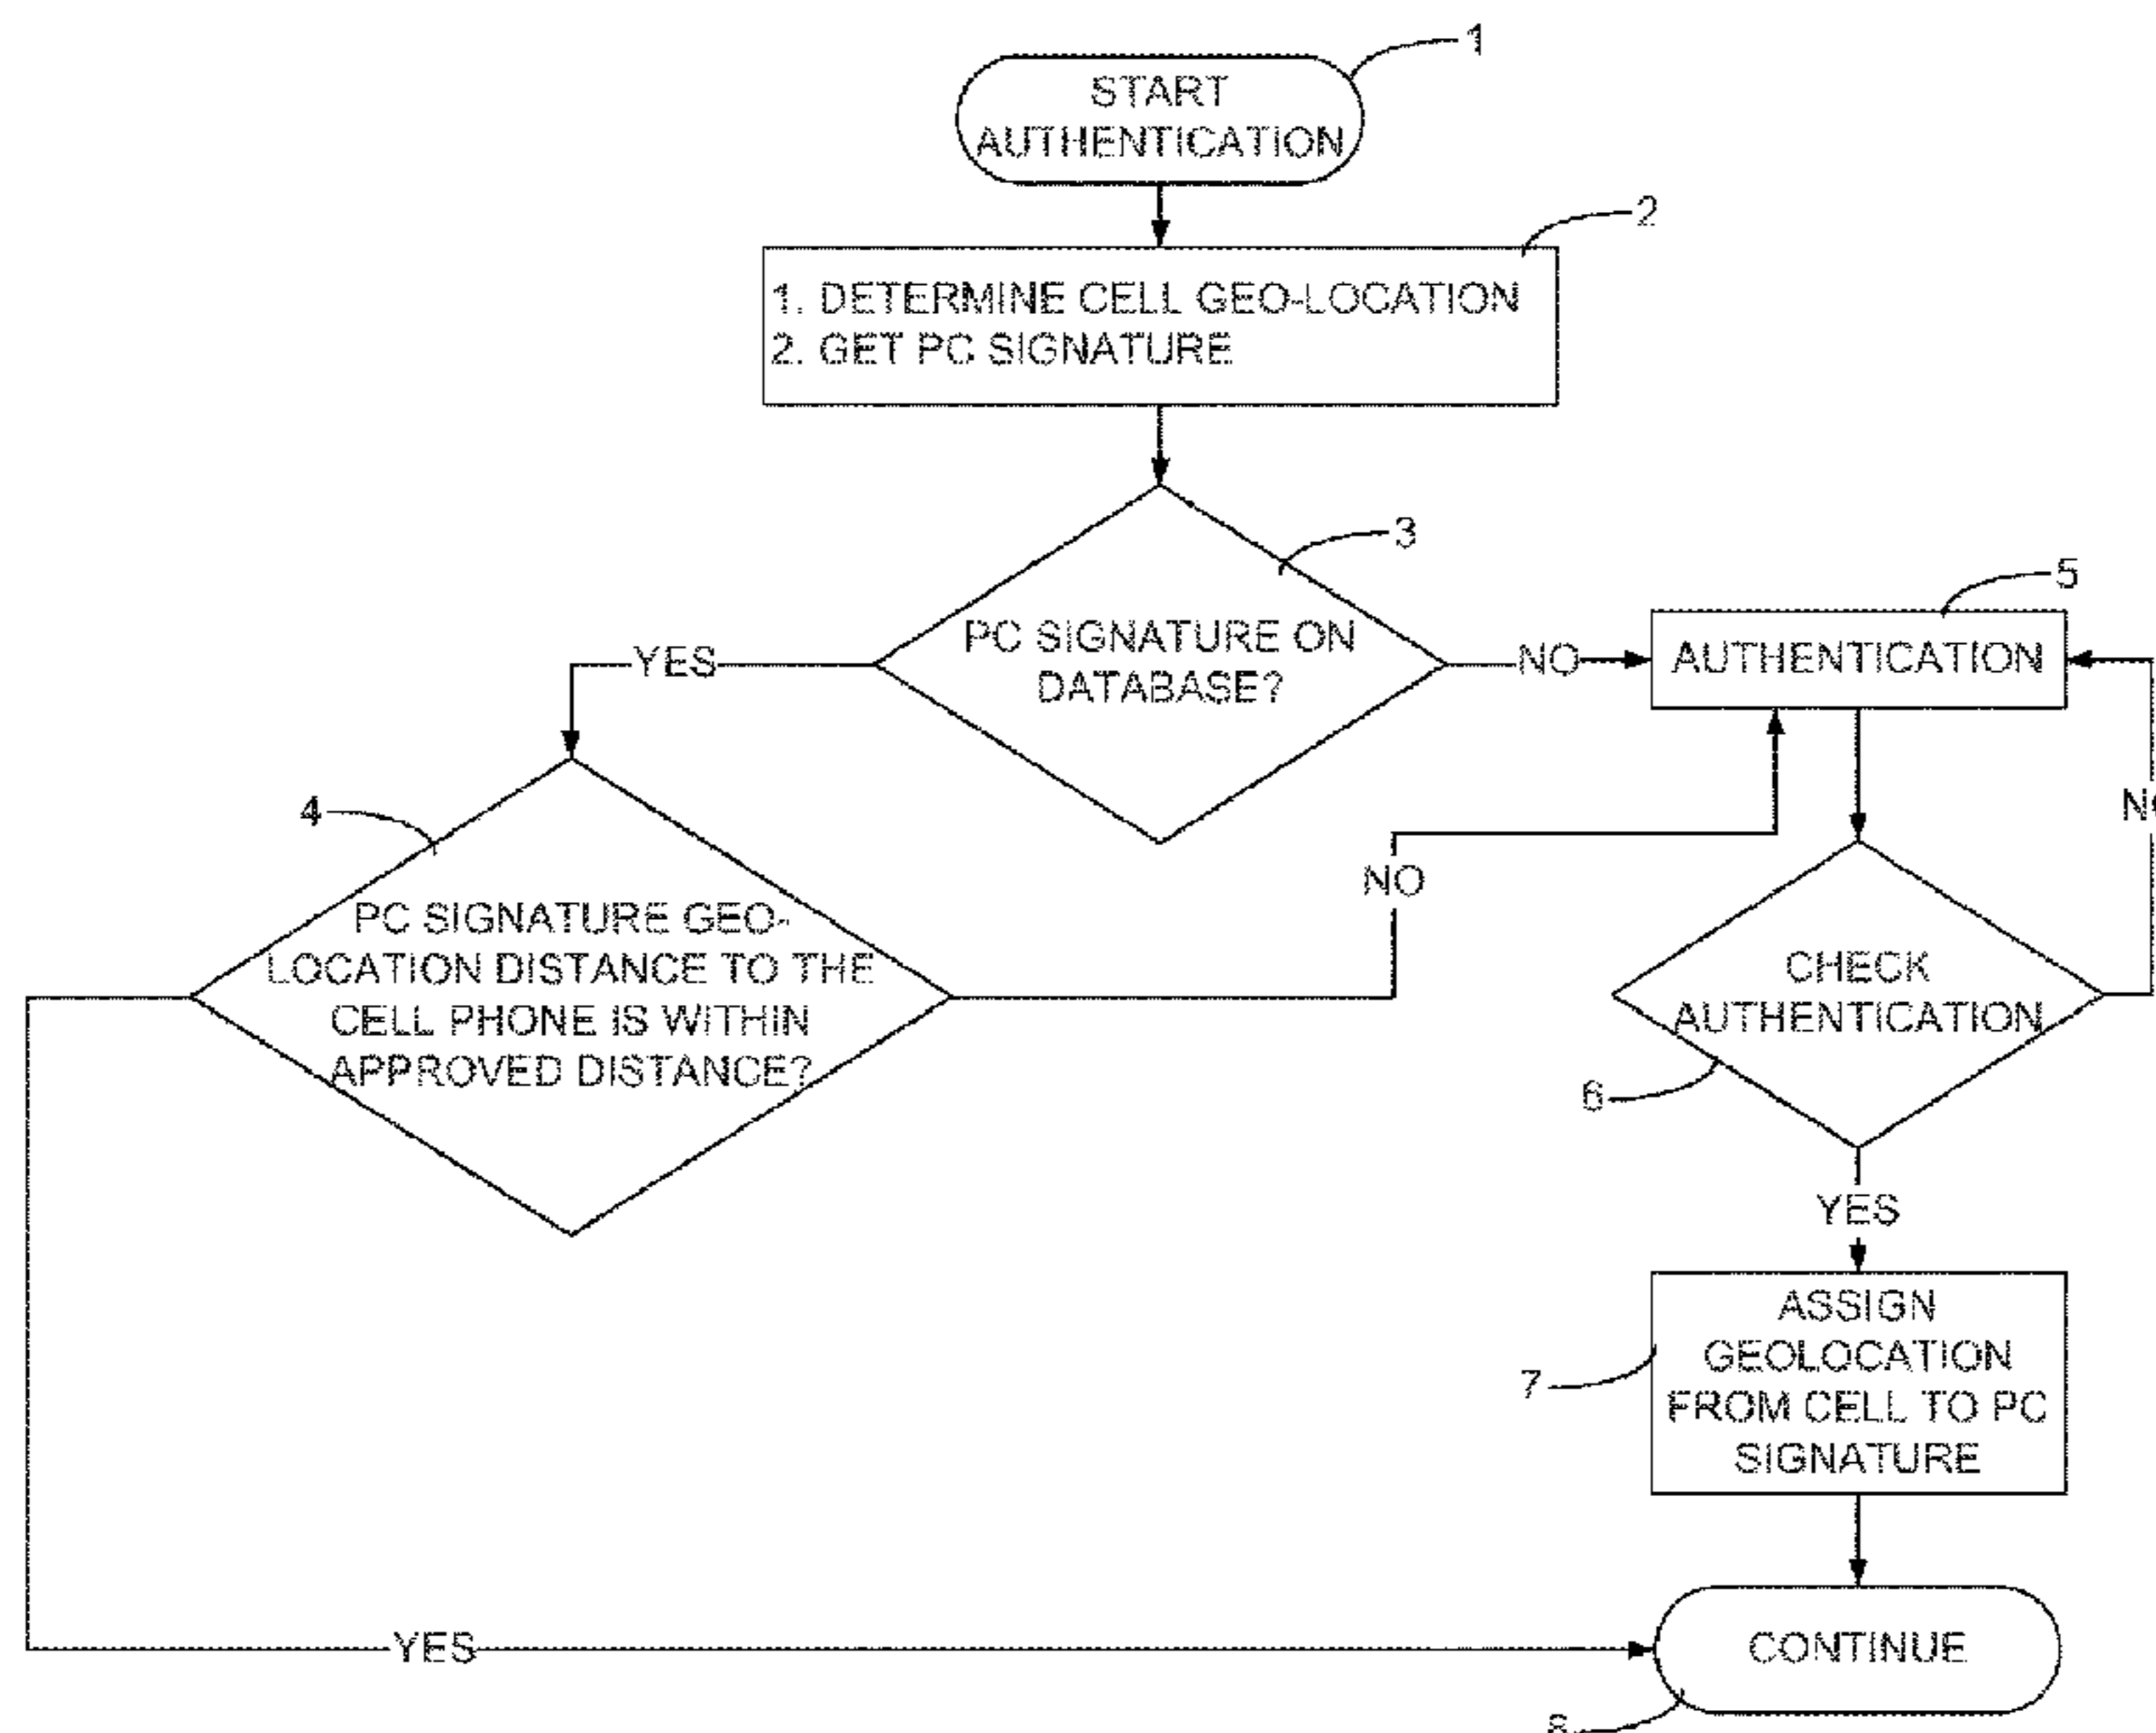 1
START
AUTHENTICATION
2
1. DETERMINE CELL GEO-LOCATION
2. GET PC SIGNATURE
3
PC SIGNATURE ON
DATABASE?
YES
NO
5
AUTHENTICATION
4
PC SIGNATURE GEO-
LOCATION DISTANCE TO THE
CELL PHONE IS WITHIN
APPROVED DISTANCE?
NO
CHECK
AUTHENTICATION
6
YES
7
ASSIGN
GEOLOCATION
FROM CELL TO PC
SIGNATURE
YES
CONTINUE